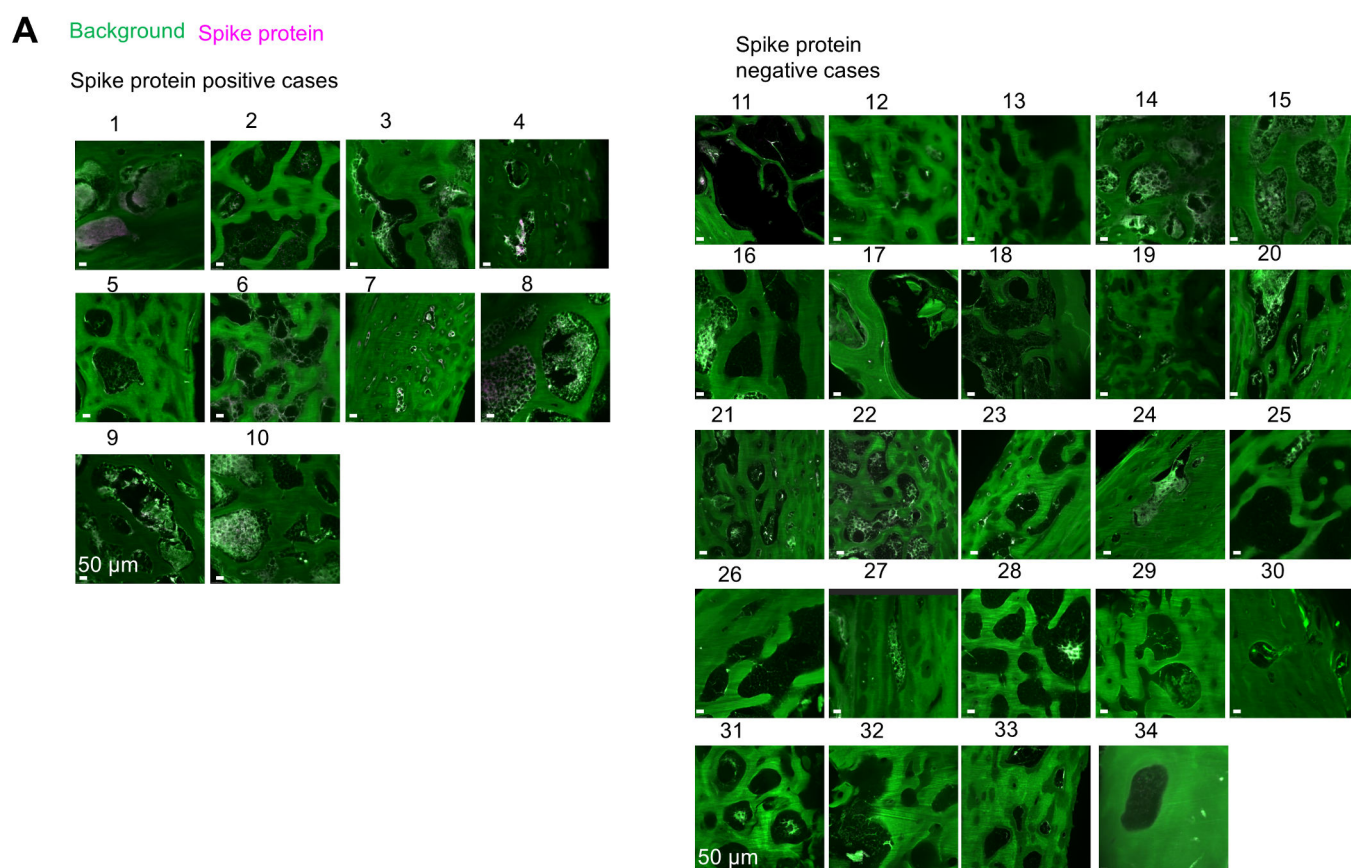 A
Background Spike protein
Spike protein positive cases
1 2 3 4
5 6 7 8
9 10
50 µm
Spike protein
negative cases
11 12 13 14 15
16 17 18 19 20
21 22 23 24 25
26 27 28 29 30
31 32 33 34
50 µm